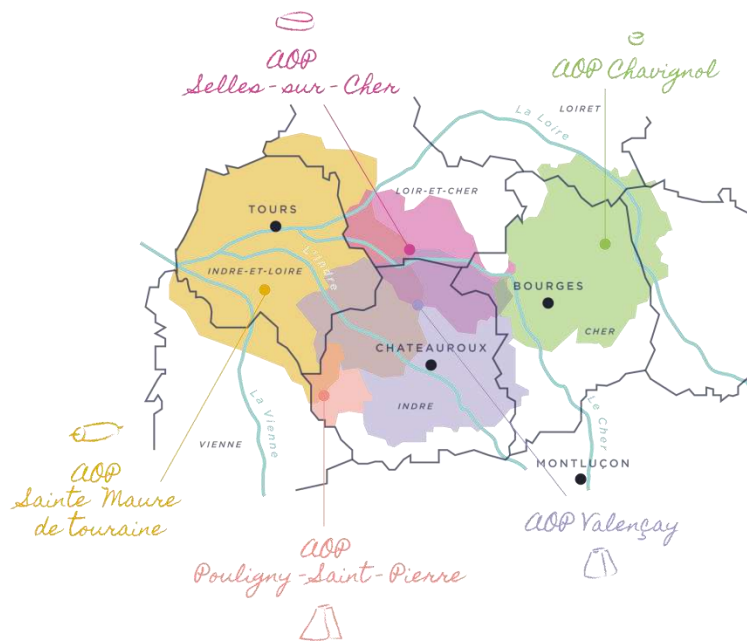 AOP
Selles-sur-Cher
AOP Chavignol
LOIRET
La Loire
LOIR-ET-CHER
TOURS
L'Indre
INDRE-ET-LOIRE
BOURGES
CHER
CHATEAUROUX
INDRE
La Vienne
Le Cher
VIENNE
MONTLUÇON
AOP
Sainte Maure
de touraine
AOP Valençay
AOP
Pouligny-Saint-Pierre